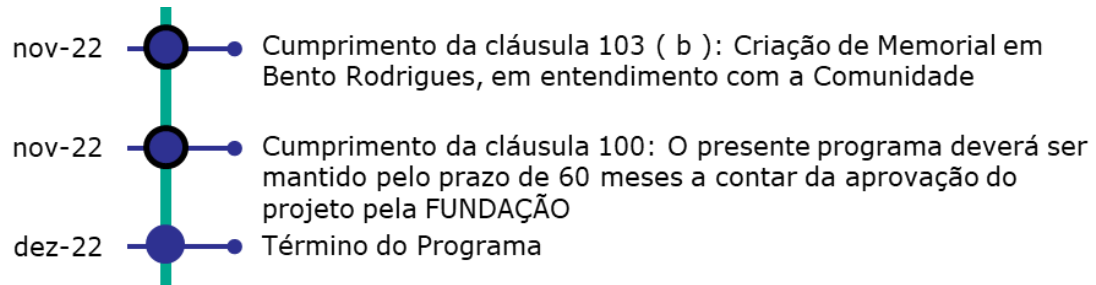 nov-22 Cumprimento da cláusula 103 ( b ): Criação de Memorial em
Bento Rodrigues, em entendimento com a Comunidade
nov-22 Cumprimento da cláusula 100: O presente programa deverá ser
mantido pelo prazo de 60 meses a contar da aprovação do
projeto pela FUNDAÇÃO
dez-22 Término do Programa